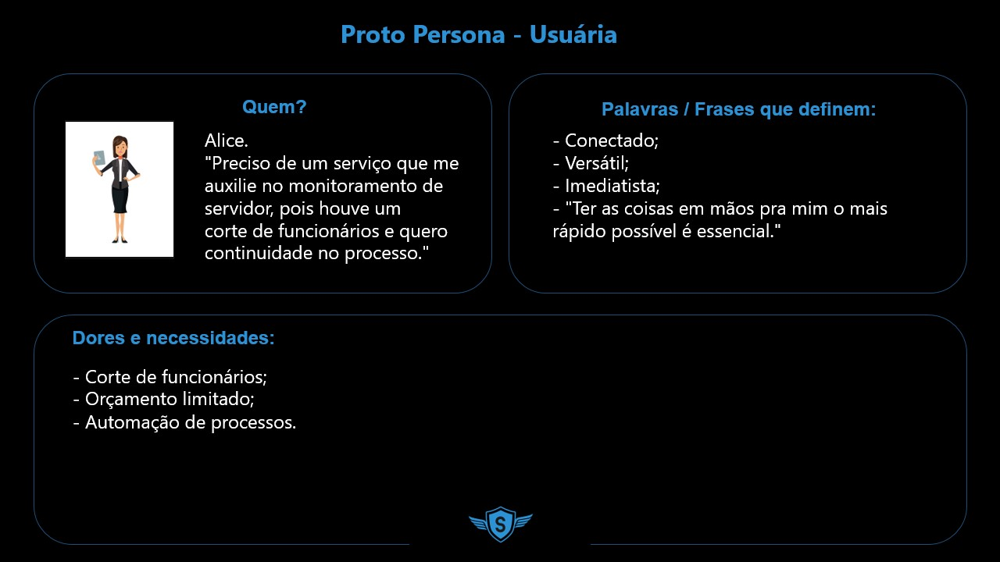 Proto Persona - Usuária
Quem?
Alice.
"Preciso de um serviço que me
auxilie no monitoramento de
servidor, pois houve um
corte de funcionários e quero
continuidade no processo."
Palavras / Frases que definem:
- Conectado;
- Versátil;
- Imediatista;
- "Ter as coisas em mãos pra mim o mais
rápido possível é essencial."
Dores e necessidades:
- Corte de funcionários;
- Orçamento limitado;
- Automação de processos.
S